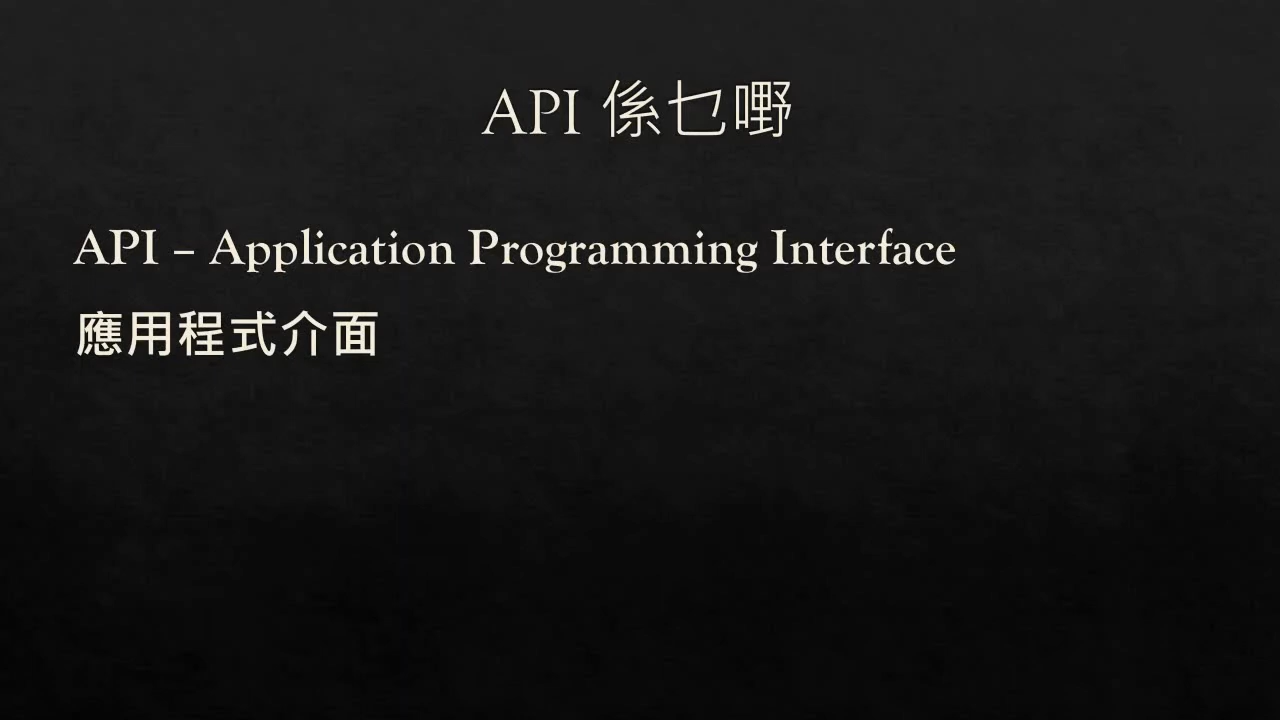 API 係乜嘢
API – Application Programming Interface
應用程式介面